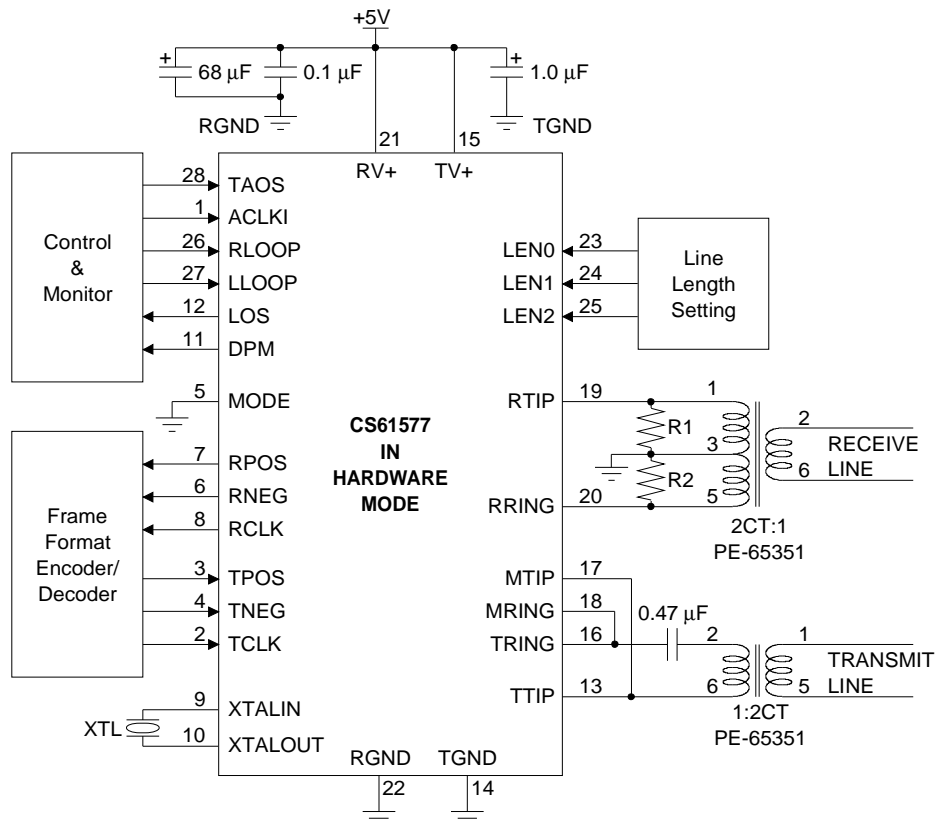 +5V
+
68 μF
0.1 μF
+
1.0 μF
RGND
TGND
21
15
RV+
TV+
Control
&
Monitor
28
TAOS
1
ACLKI
26
RLOOP
27
LLOOP
12
LOS
11
DPM
5
MODE
Frame
Format
Encoder/
Decoder
7
RPOS
6
RNEG
8
RCLK
3
TPOS
4
TNEG
2
TCLK
XTL
9
XTALIN
10
XTALOUT
CS61577
IN
HARDWARE
MODE
LEN0
23
LEN1
24
LEN2
25
Line
Length
Setting
RTIP
19
R1
R2
RRING
20
1
3
5
2
6
RECEIVE
LINE
2CT:1
PE-65351
MTIP
17
MRING
18
TRING
16
0.47 μF
TTIP
13
2
6
1
5
TRANSMIT
LINE
1:2CT
PE-65351
RGND
TGND
22
14